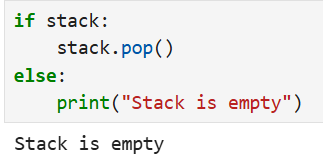 if stack:
    stack.pop()
else:
    print("Stack is empty")
Stack is empty